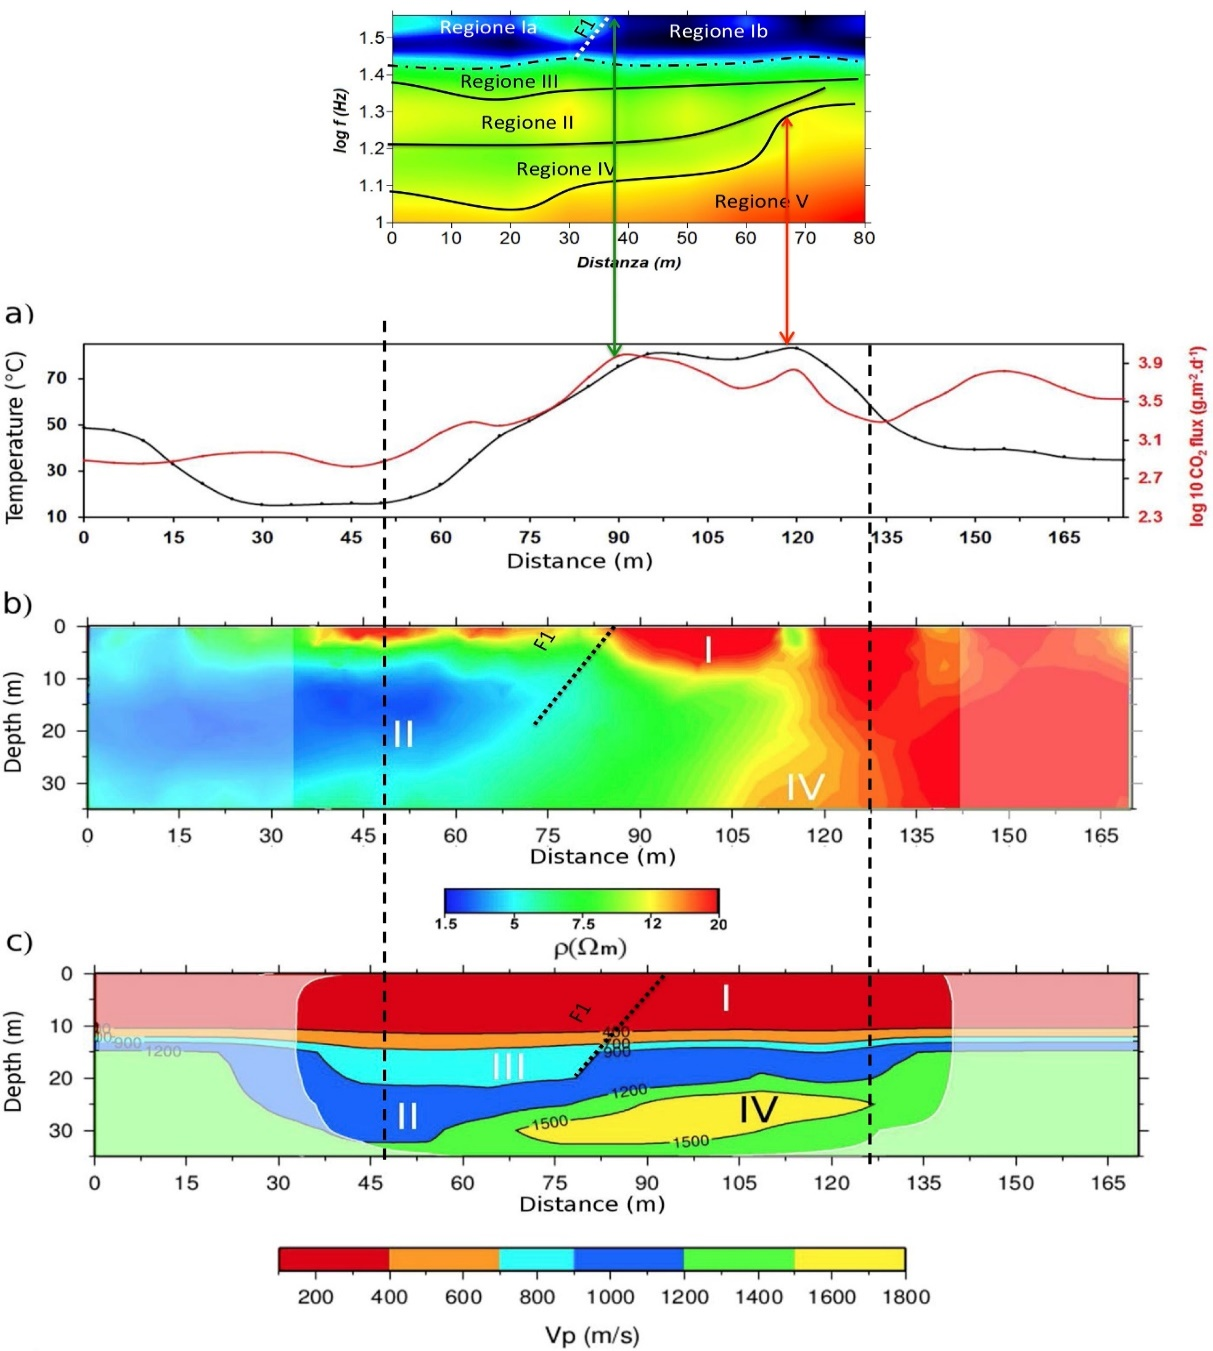 Regione Ia
F1
Regione Ib
1.5
1.4
1.3
1.2
1.1
1
log f (Hz)
Regione III
Regione II
Regione IV
Regione V
0 10 20 30 40 50 60 70 80
Distanza (m)
a)
Temperature (°C)
70
50
30
10
3.9
3.5
3.1
2.7
2.3
log 10 CO2 flux (g.m-2.d-1)
0 15 30 45 60 75 90 105 120 135 150 165
Distance (m)
b)
Depth (m)
0
10
20
30
F1
I
II
IV
0 15 30 45 60 75 90 105 120 135 150 165
Distance (m)
1.5 5 7.5 12 20
ρ(Ωm)
c)
Depth (m)
0
10
20
30
F1
I
400
900
900
1200
III
1200
II
IV
1500
1500
0 15 30 45 60 75 90 105 120 135 150 165
Distance (m)
200 400 600 800 1000 1200 1400 1600 1800
Vp (m/s)